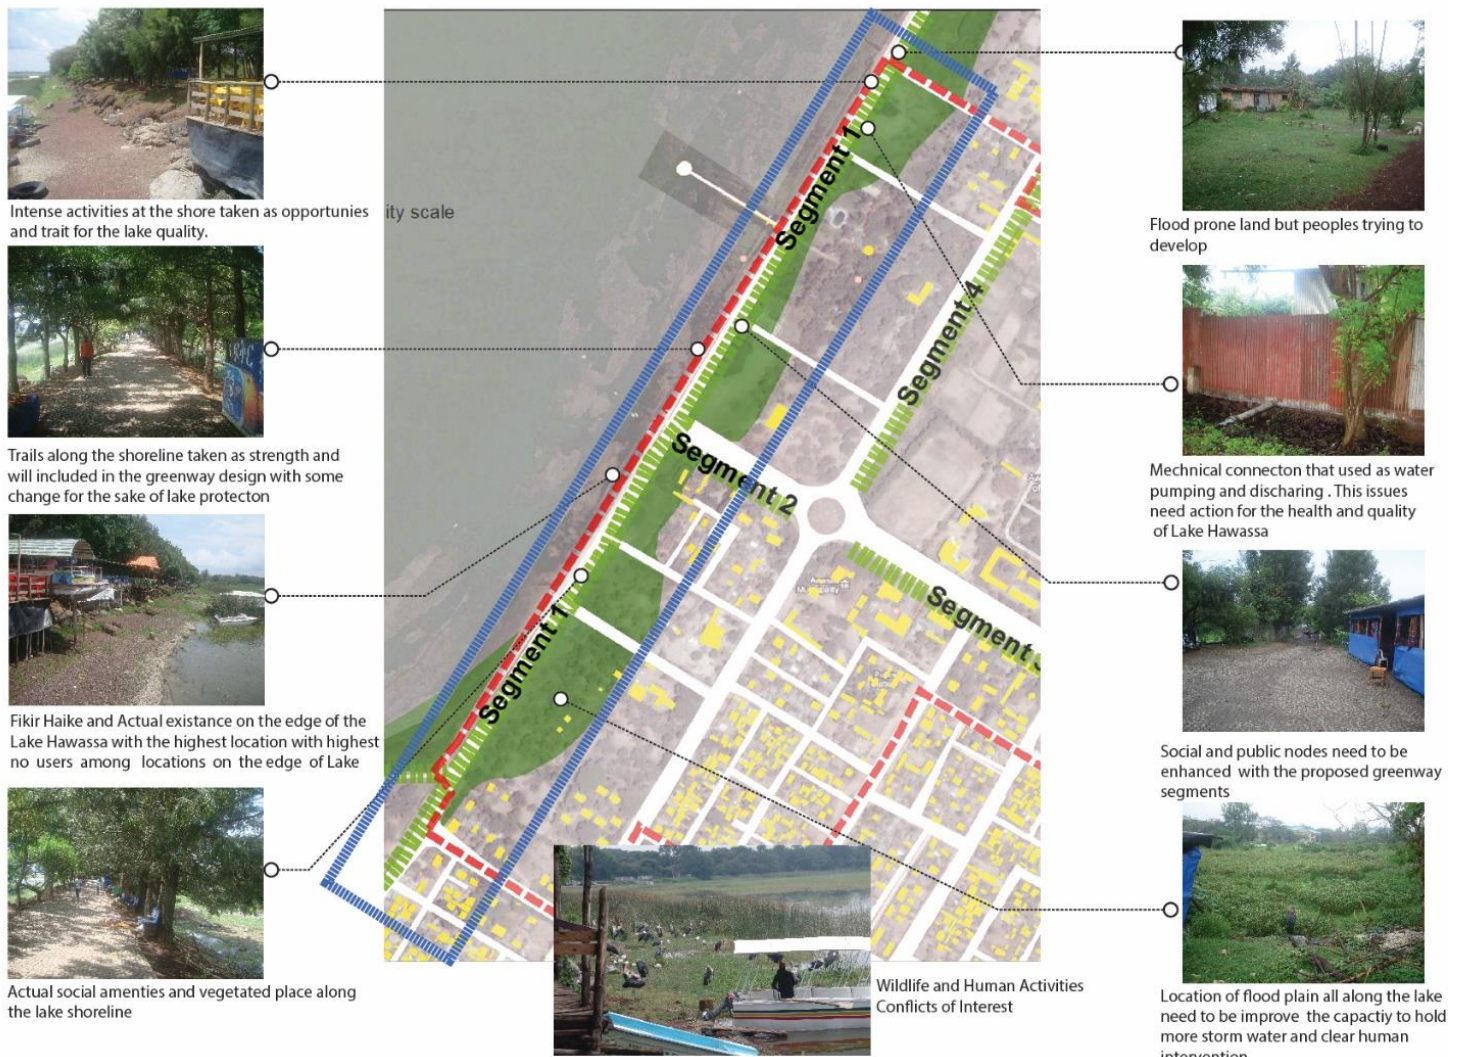 Intense activities at the shore taken as opportunies
and trait for the lake quality.
Trails along the shoreline taken as strength and
will included in the greenway design with some
change for the sake of lake protecton
Fikir Haike and Actual existance on the edge of the
Lake Hawassa with the highest location with highest
no users among locations on the edge of Lake
Actual social amenties and vegetated place along
the lake shoreline
ity scale
Segment 1
Segment 4
Segment 2
Segment
Segment 1
Wildlife and Human Activities
Conflicts of Interest
Flood prone land but peoples trying to
develop
Mechnical connecton that used as water
pumping and discharing . This issues
need action for the health and quality
of Lake Hawassa
Social and public nodes need to be
enhanced with the proposed greenway
segments
Location of flood plain all along the lake
need to be improve the capactiy to hold
more storm water and clear human
intervention